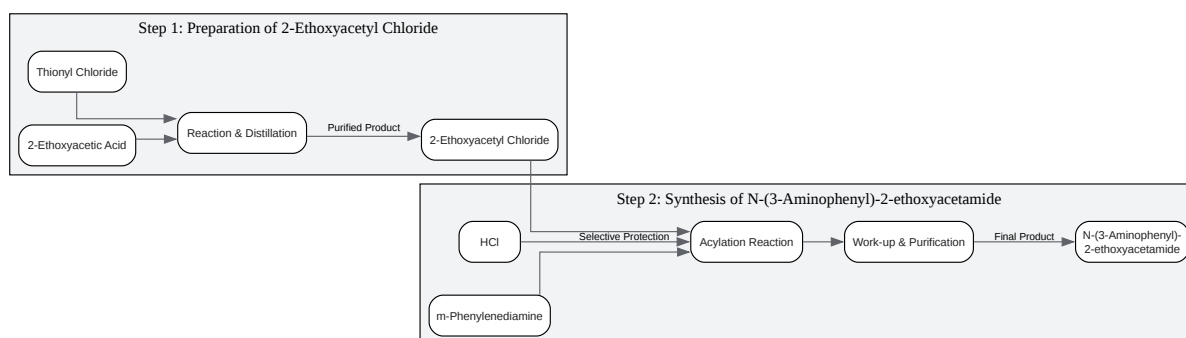 Step 1: Preparation of 2-Ethoxyacetyl Chloride
Thionyl Chloride
2-Ethoxyacetic Acid
Reaction & Distillation
Purified Product
2-Ethoxyacetyl Chloride
Step 2: Synthesis of N-(3-Aminophenyl)-2-ethoxyacetamide
HCl
Selective Protection
m-Phenylenediamine
Acylation Reaction
Work-up & Purification
Final Product
N-(3-Aminophenyl)-
2-ethoxyacetamide